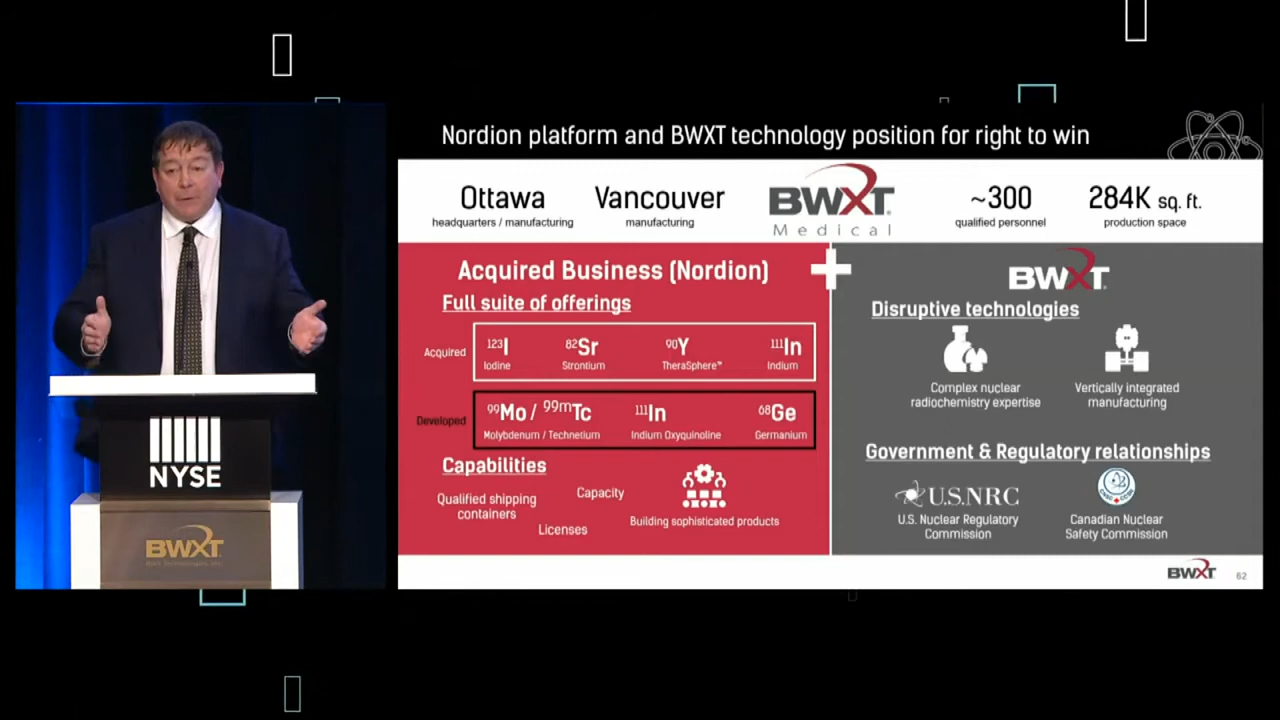 Nordion platform and BWXT technology position for right to win
Ottawa
headquarters / manufacturing
Vancouver
manufacturing
BWXT
Medical
~300
qualified personnel
284K sq. ft.
production space
Acquired Business (Nordion)
Full suite of offerings
Acquired
123I
Iodine
82Sr
Strontium
90Y
TheraSphere™
111In
Indium
Developed
99Mo / 99mTc
Molybdenum / Technetium
111In
Indium Oxyquinoline
68Ge
Germanium
Capabilities
Qualified shipping
containers
Capacity
Licenses
Building sophisticated products
+
BWXT
Disruptive technologies
Complex nuclear
radiochemistry expertise
Vertically integrated
manufacturing
Government & Regulatory relationships
U.S.NRC
U.S. Nuclear Regulatory
Commission
Canadian Nuclear
Safety Commission
BWXT
62
NYSE
BWXT